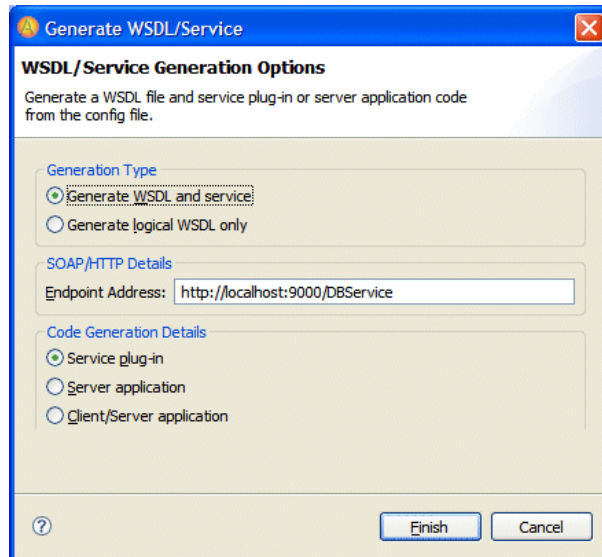 Generate WSDL/Service
WSDL/Service Generation Options
Generate a WSDL file and service plug-in or server application code
from the config file.
Generation Type
Generate WSDL and service
Generate logical WSDL only
SOAP/HTTP Details
Endpoint Address: http://localhost:9000/DBService
Code Generation Details
Service plug-in
Server application
Client/Server application
? Finish Cancel